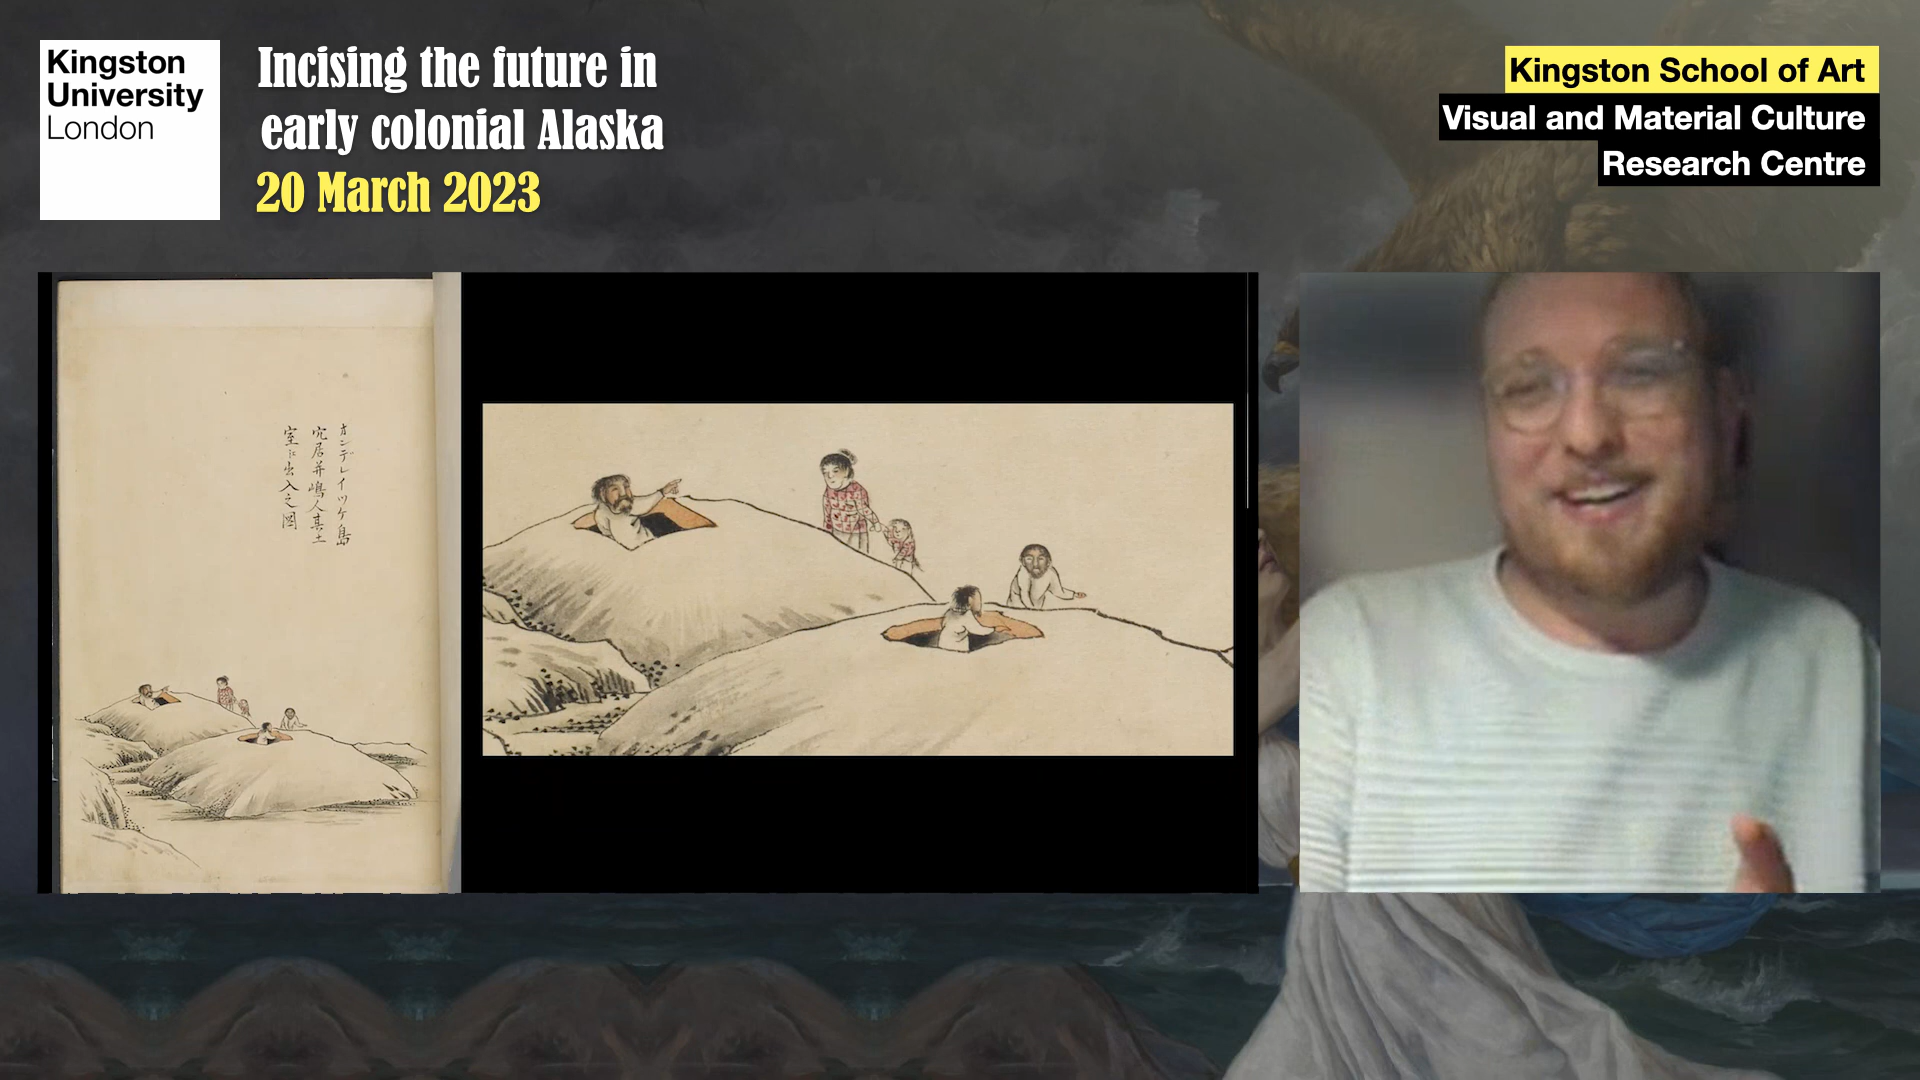 Kingston
University
London
Incising the future in
early colonial Alaska
20 March 2023
Kingston School of Art
Visual and Material Culture
Research Centre
オンデレイツケ島
穴居并嶋人其土
室に出入之図